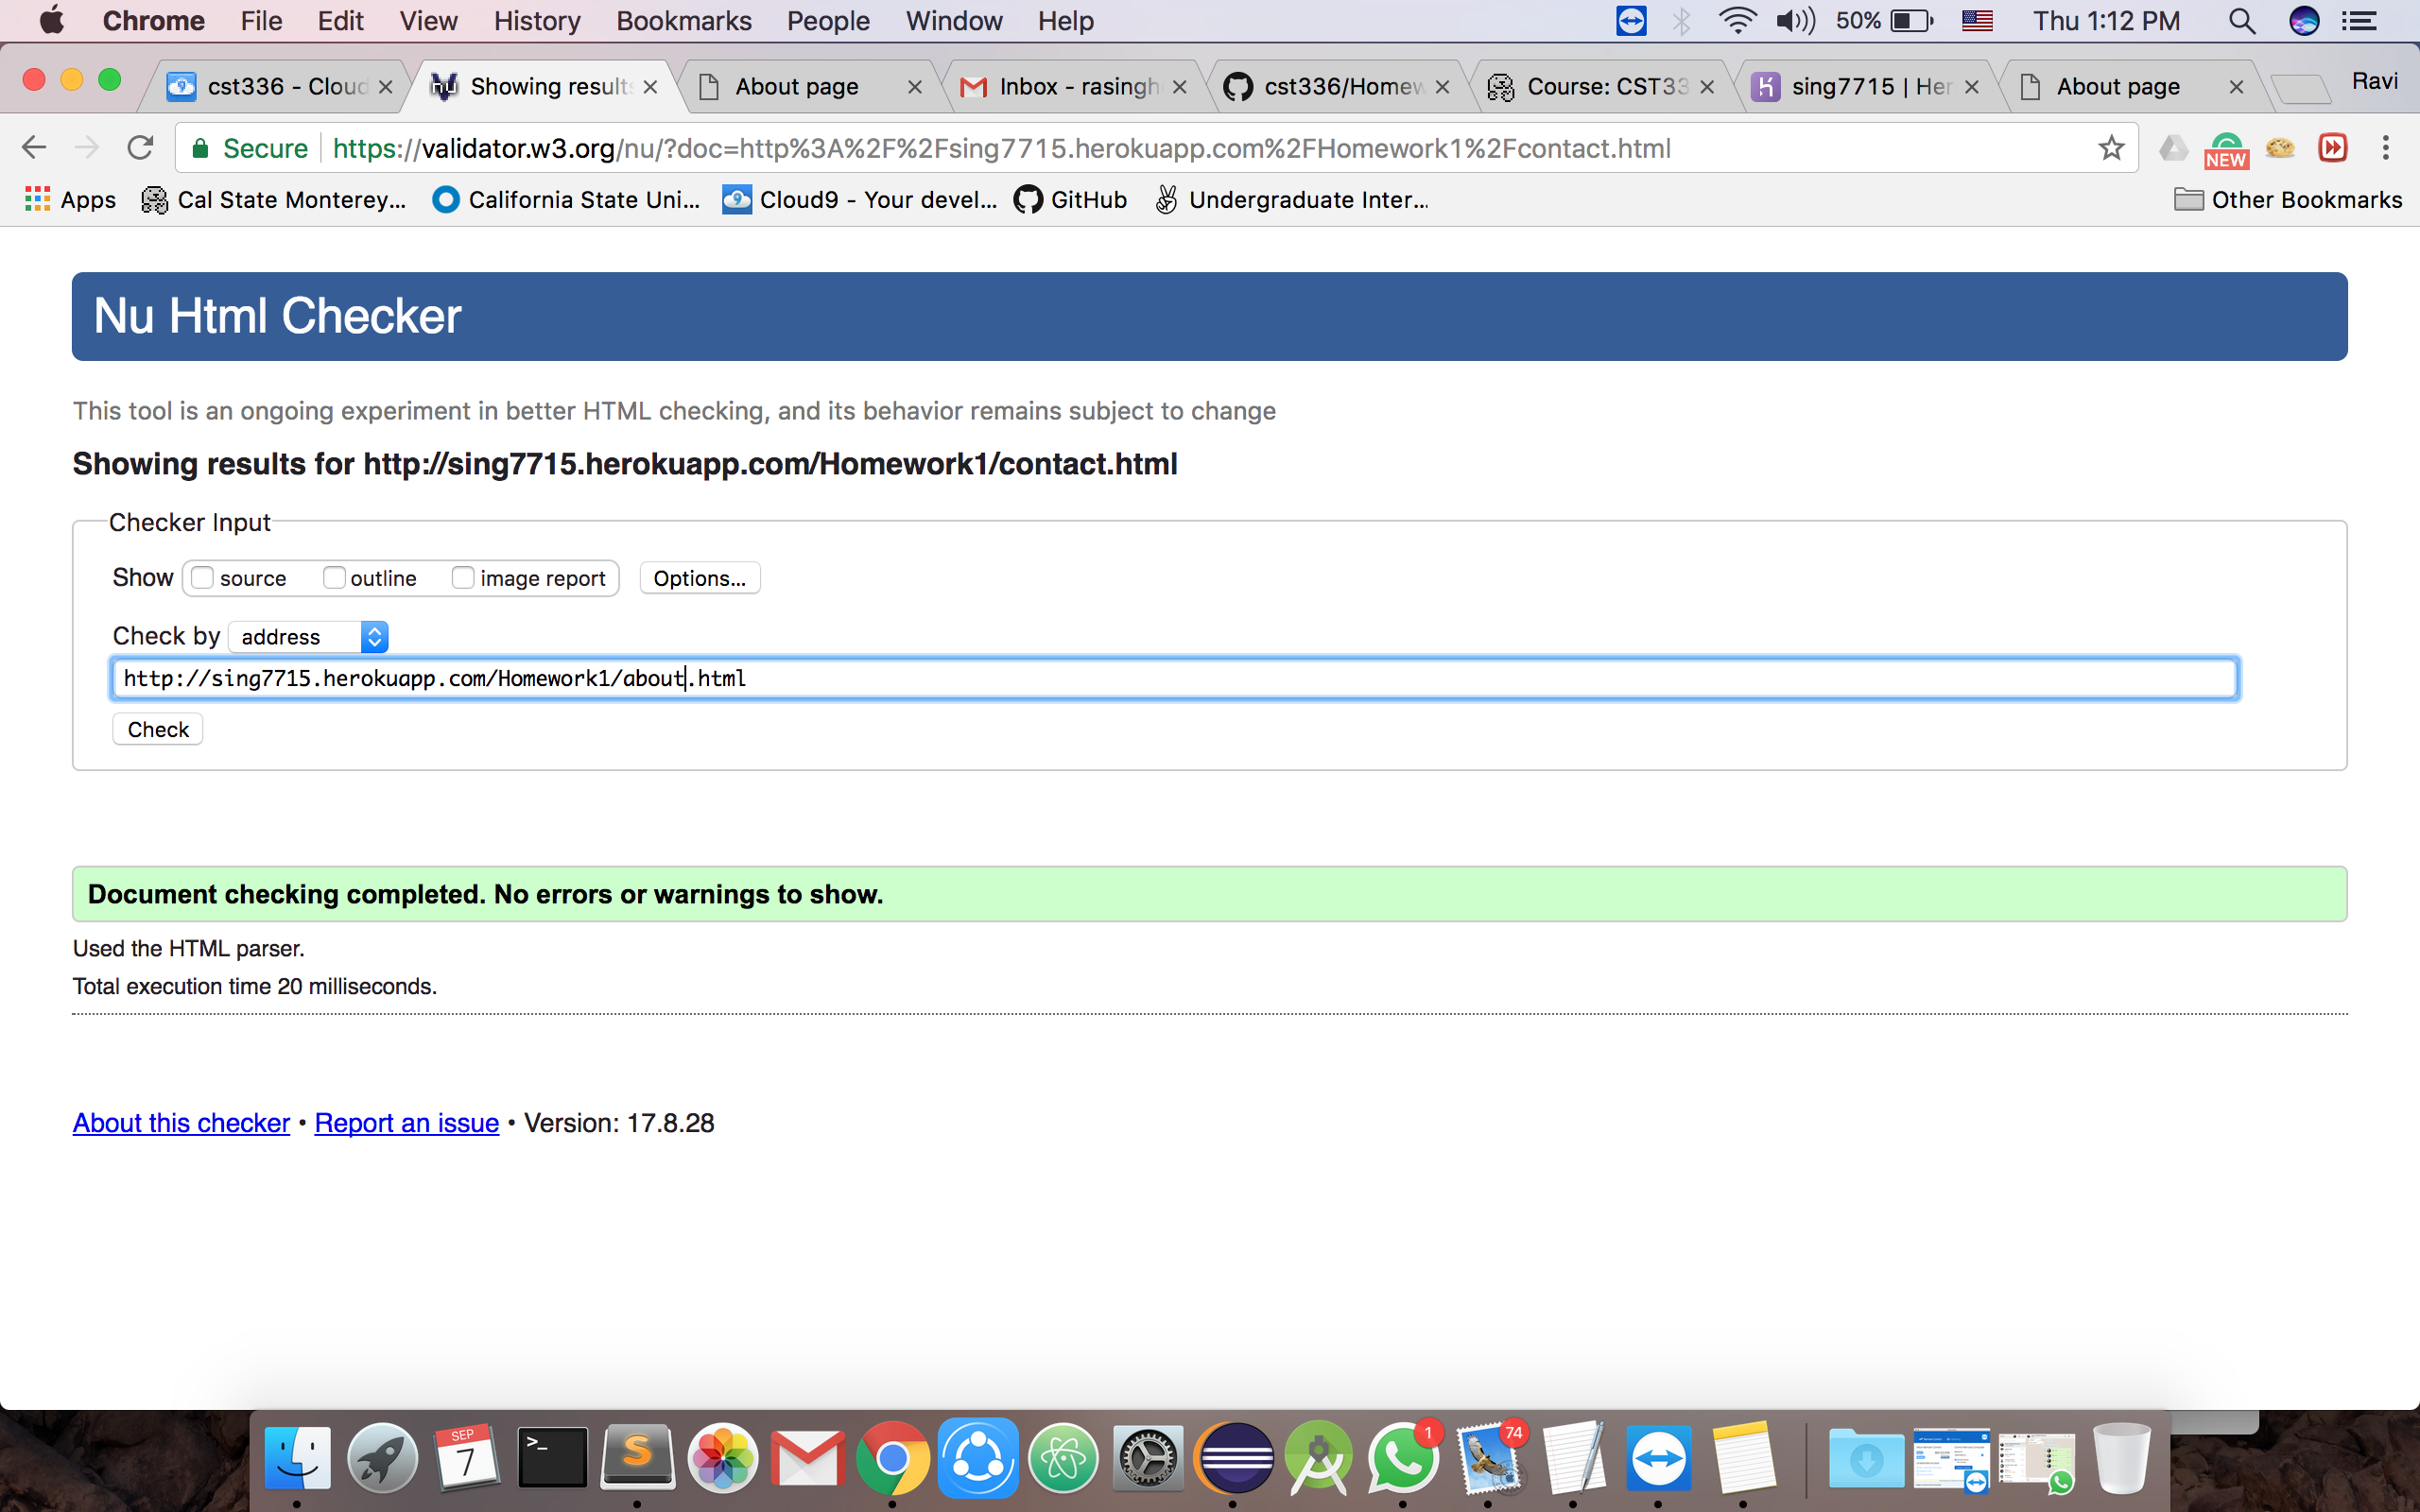 Chrome File Edit View History Bookmarks People Window Help 50% Thu 1:12 PM
cst336 - Cloud Showing results About page Inbox - rasingh cst336/Homew Course: CST33 sing7715 | Her About page Ravi
Secure https://validator.w3.org/nu/?doc=http%3A%2F%2Fsing7715.herokuapp.com%2FHomework1%2Fcontact.html NEW
Apps Cal State Monterey... California State Uni... Cloud9 - Your devel... GitHub Undergraduate Inter... Other Bookmarks
Nu Html Checker
This tool is an ongoing experiment in better HTML checking, and its behavior remains subject to change
Showing results for http://sing7715.herokuapp.com/Homework1/contact.html
Checker Input
Show source outline image report Options...
Check by address
http://sing7715.herokuapp.com/Homework1/about.html
Check
Document checking completed. No errors or warnings to show.
Used the HTML parser.
Total execution time 20 milliseconds.
About this checker • Report an issue • Version: 17.8.28
SEP
7
1
74